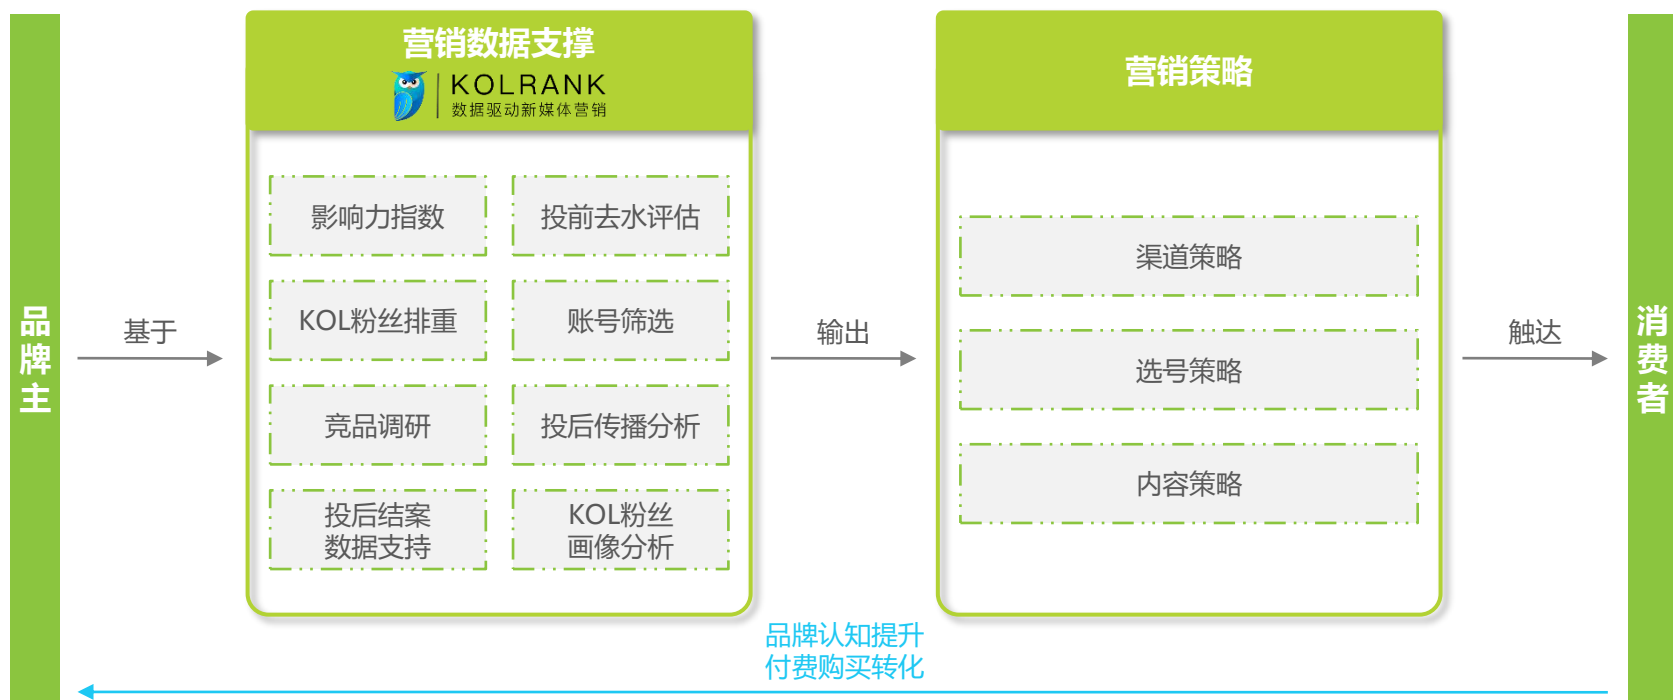 品牌主
基于
营销数据支撑
KOLRANK
数据驱动新媒体营销
影响力指数
投前去水评估
KOL粉丝排重
账号筛选
竞品调研
投后传播分析
投后结案
数据支持
KOL粉丝
画像分析
输出
营销策略
渠道策略
选号策略
内容策略
触达
消费者
品牌认知提升
付费购买转化